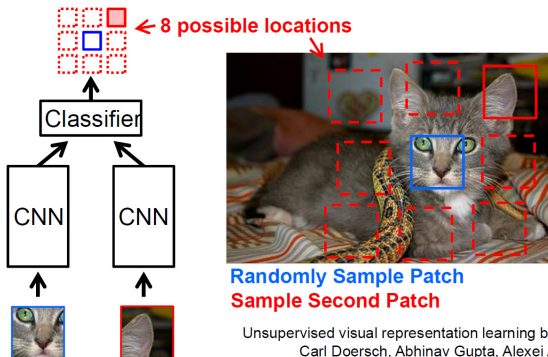 8 possible locations
Classifier
CNN
CNN
Randomly Sample Patch
Sample Second Patch
Unsupervised visual representation learning b
Carl Doersch, Abhinav Gupta, Alexei